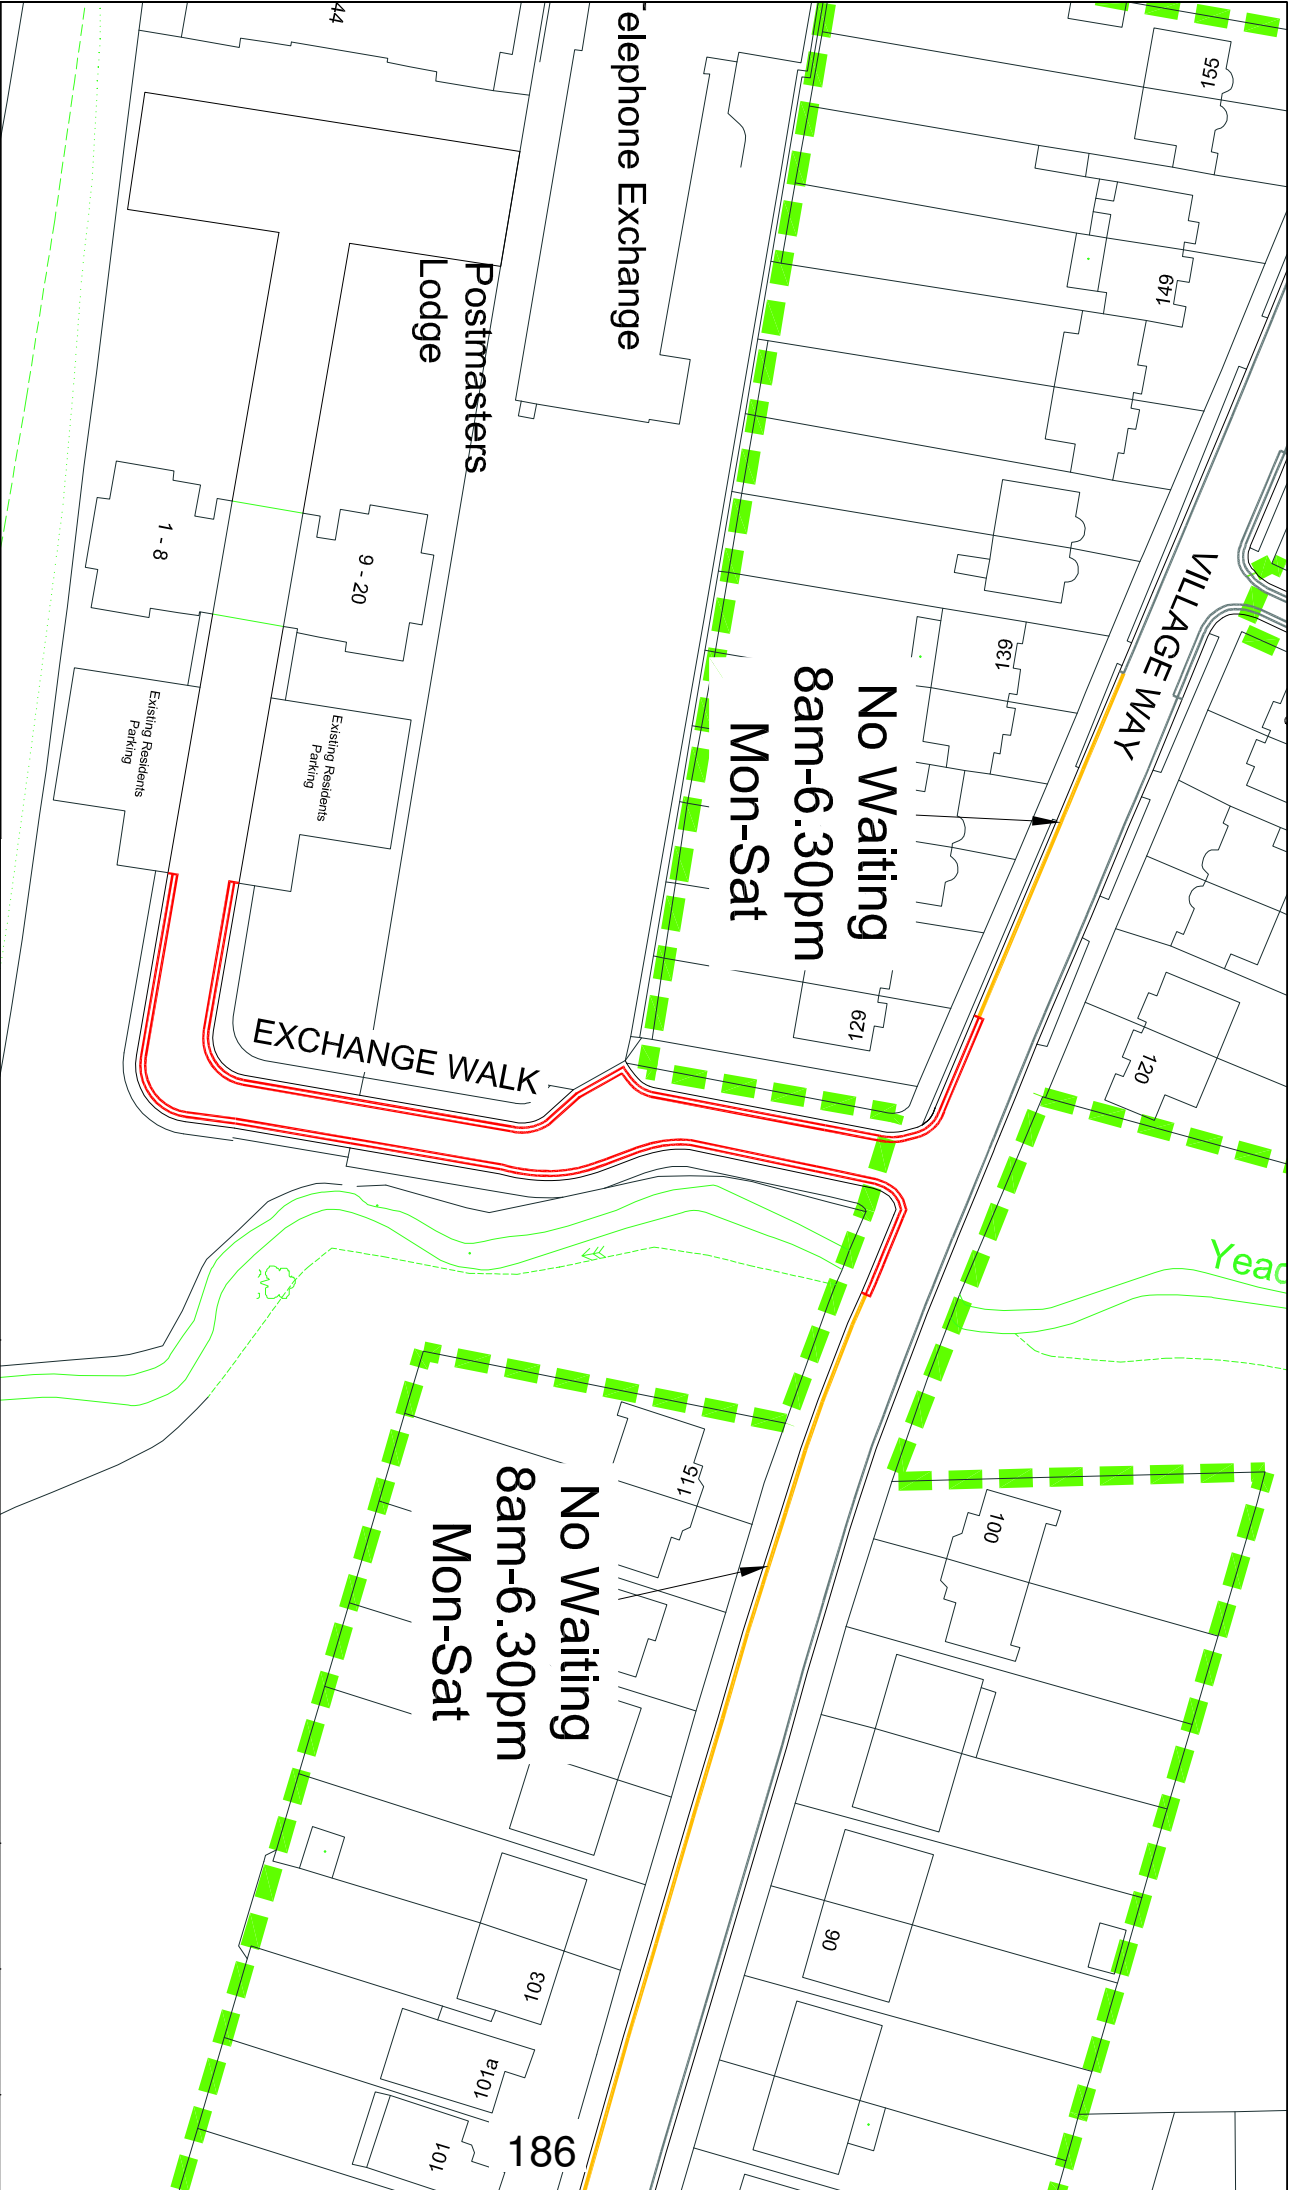 44
elephone Exchange
155
149
Postmasters
Lodge
VILLAGE WAY
1 - 8
9 - 20
139
No Waiting
8am-6.30pm
Mon-Sat
Existing Residents
Parking
Existing Residents
Parking
129
120
EXCHANGE WALK
Yead
115
100
No Waiting
8am-6.30pm
Mon-Sat
90
103
101a
101
186